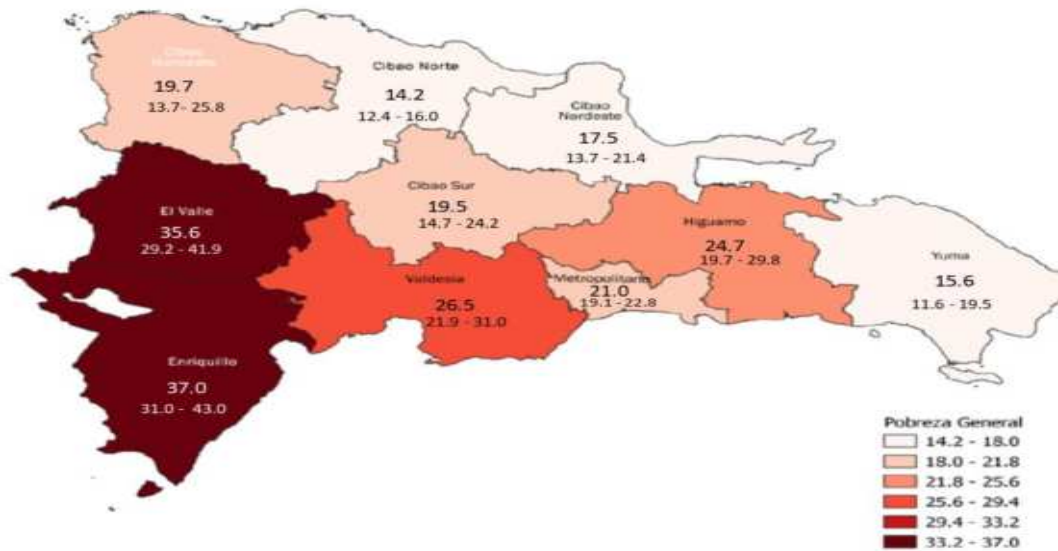 Cibao
Noroeste
19.7
13.7- 25.8
Cibao Norte
14.2
12.4 - 16.0
Cibao
Nordeste
17.5
13.7 - 21.4
Cibao Sur
19.5
14.7 - 24.2
El Valle
35.6
29.2 - 41.9
Higuamo
24.7
19.7 - 29.8
Yuma
15.6
11.6 - 19.5
Valdesia
26.5
21.9 - 31.0
Metropolitana
21.0
19.1 - 22.8
Enriquillo
37.0
31.0 - 43.0
Pobreza General
14.2 - 18.0
18.0 - 21.8
21.8 - 25.6
25.6 - 29.4
29.4 - 33.2
33.2 - 37.0